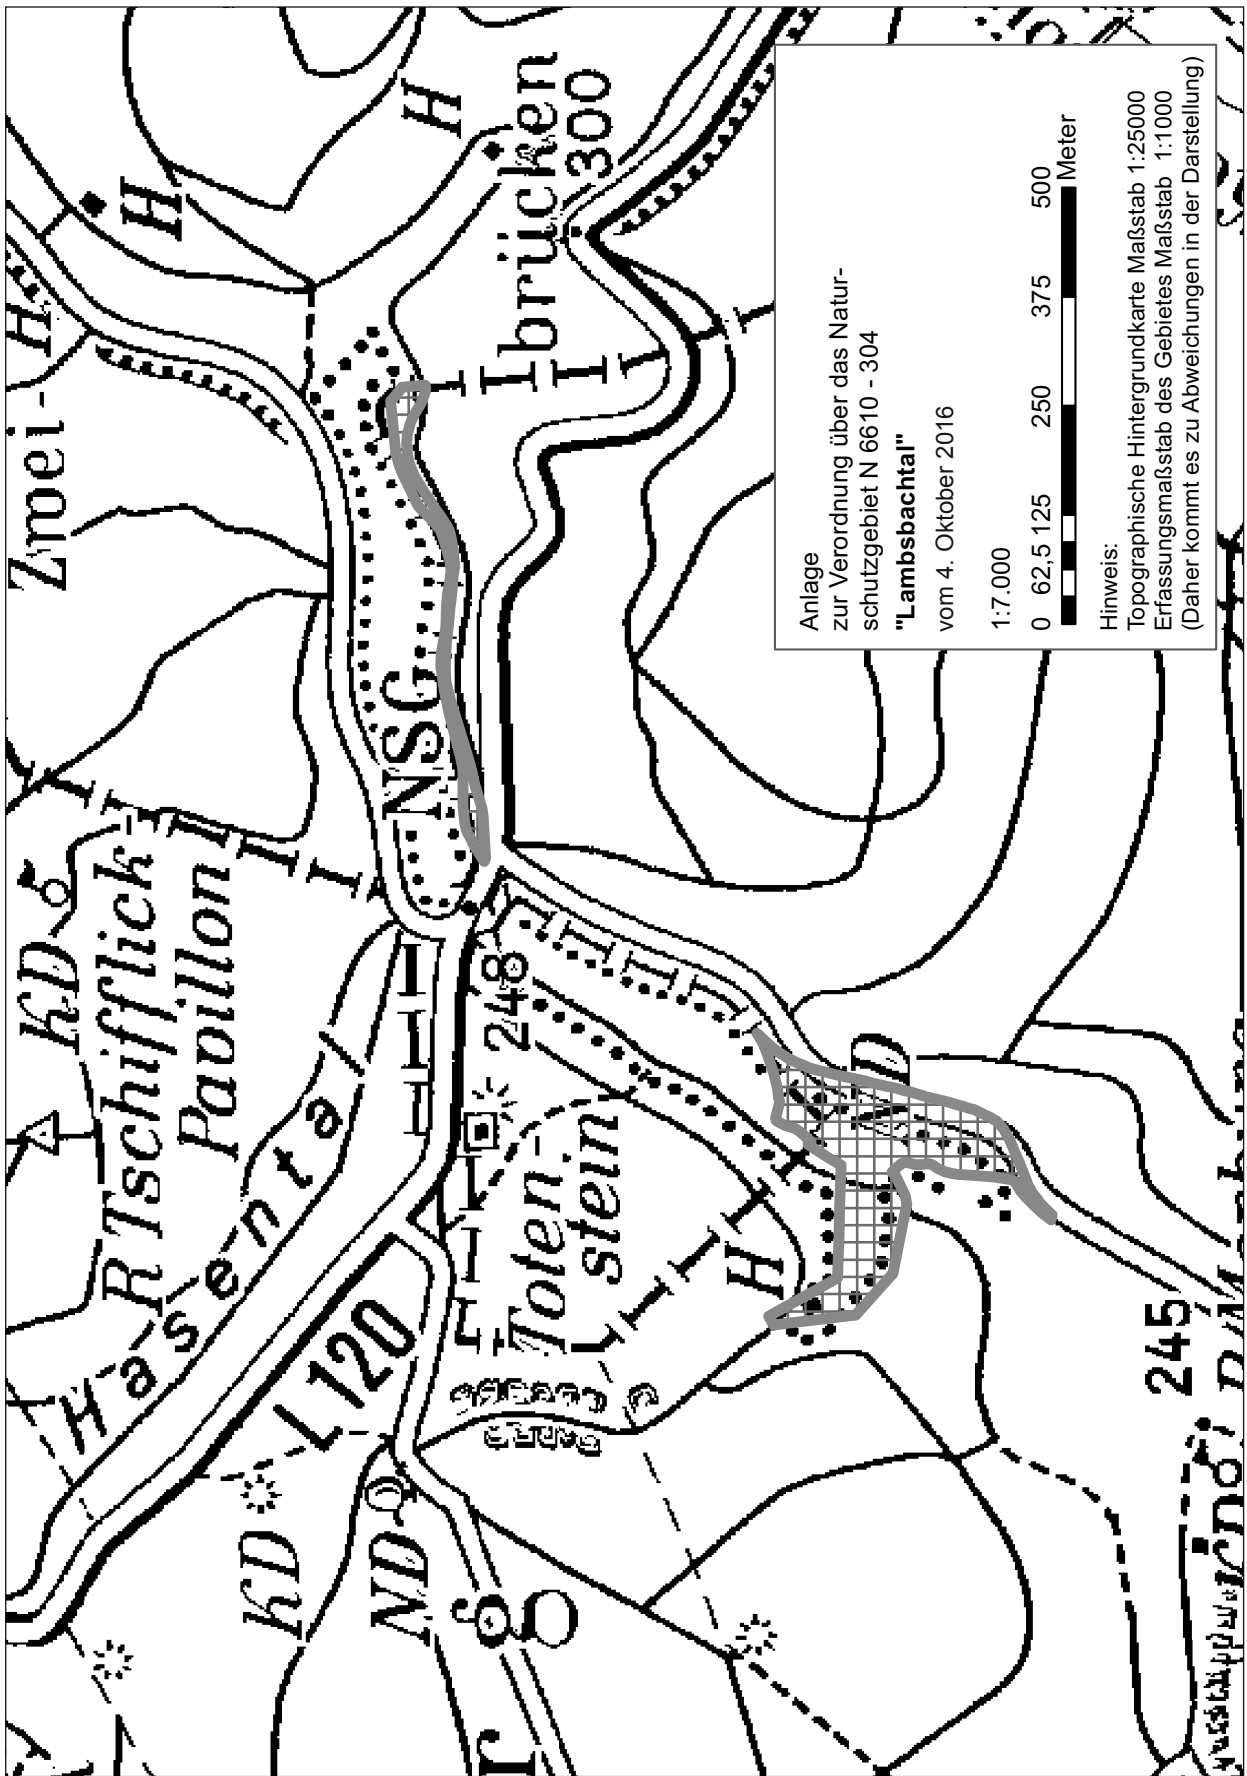 Zwei-
brücken
300
H
H
H
KD
R Tschifflick-
Pavillon
Hasental
NSG
248
Toten-
stein
L 120
KD
ND
H
ND
245
Anlage
zur Verordnung über das Natur-
schutzgebiet N 6610 - 304
"Lambsbachtal"
vom 4. Oktober 2016
1:7.000
0 62,5 125 250 375 500
Meter
Hinweis:
Topographische Hintergrundkarte Maßstab 1:25000
Erfassungsmaßstab des Gebietes Maßstab 1:1000
(Daher kommt es zu Abweichungen in der Darstellung)